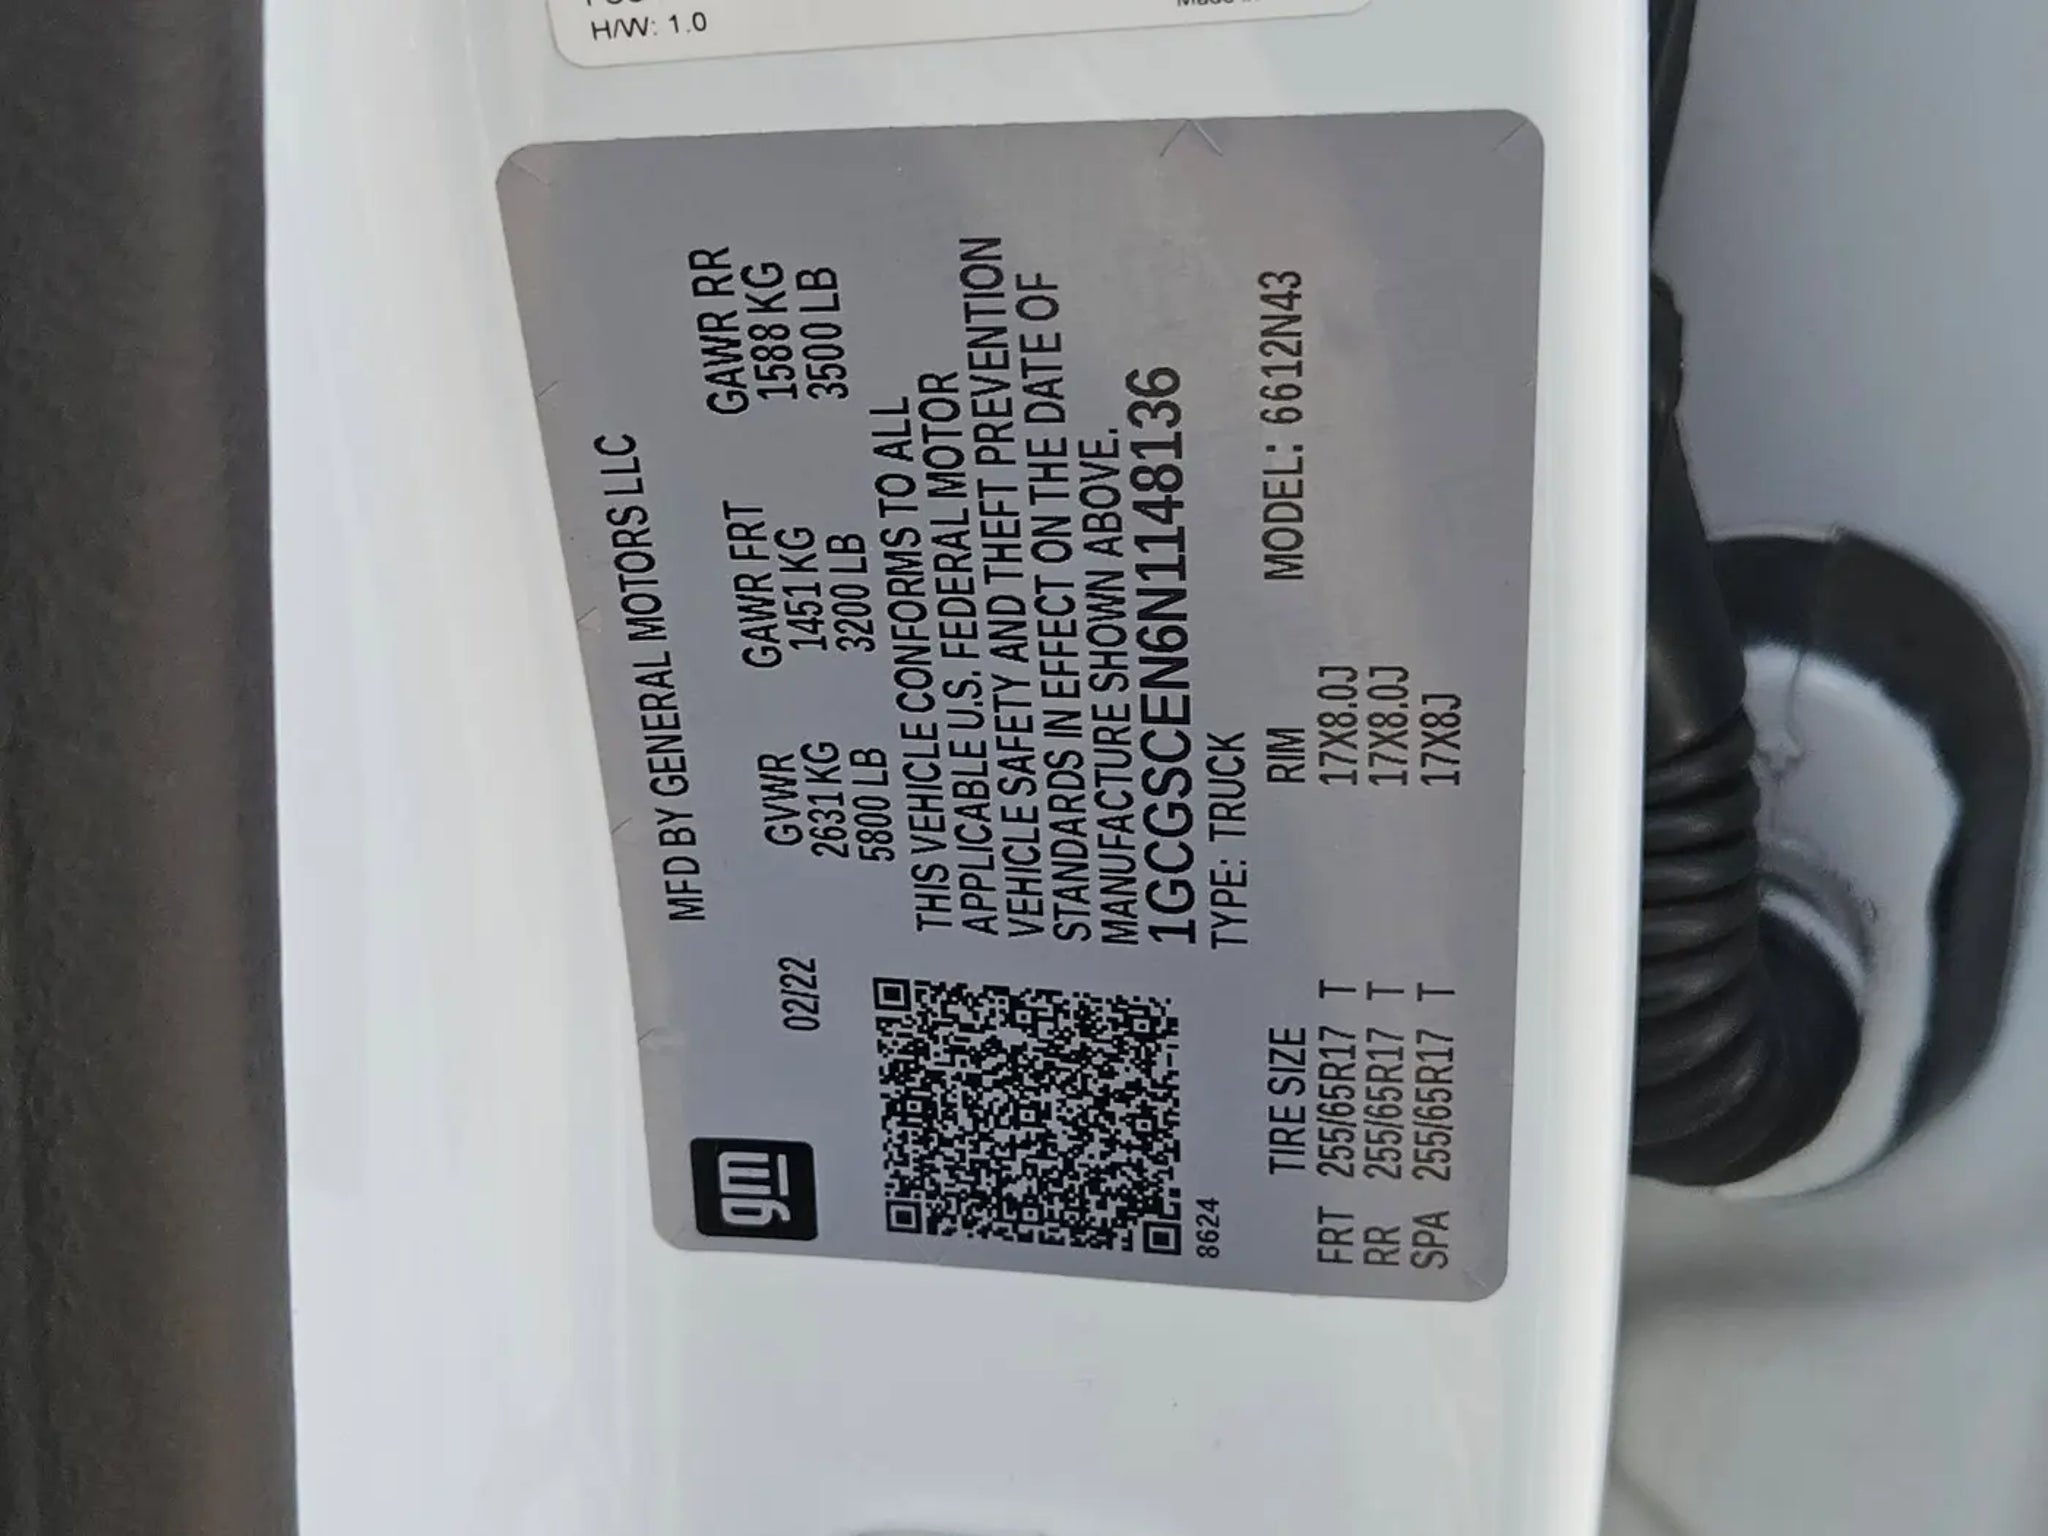 H/W: 1.0
MFD BY GENERAL MOTORS LLC
gm
02/22
GVWR GAWR FRT GAWR RR
2631 KG 1451 KG 1588 KG
5800 LB 3200 LB 3500 LB
THIS VEHICLE CONFORMS TO ALL
APPLICABLE U.S. FEDERAL MOTOR
VEHICLE SAFETY AND THEFT PREVENTION
STANDARDS IN EFFECT ON THE DATE OF
MANUFACTURE SHOWN ABOVE.
1GCGSCEN6N1148136
8624
TYPE: TRUCK MODEL: 6612N43
TIRE SIZE RIM
FRT 255/65R17 T 17X8.0J
RR 255/65R17 T 17X8.0J
SPA 255/65R17 T 17X8J